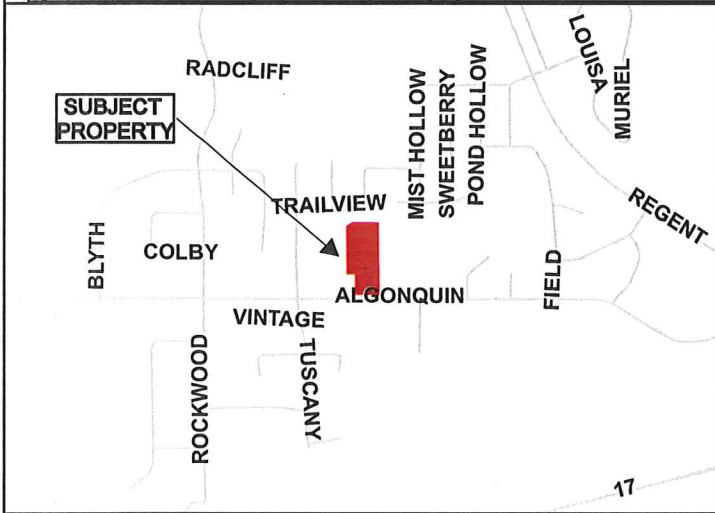 RADCLIFF
LOUISA
MURIEL
SUBJECT
PROPERTY
MIST HOLLOW
SWEETBERRY
POND HOLLOW
TRAILVIEW
REGENT
BLYTH
COLBY
FIELD
ALGONQUIN
VINTAGE
ROCKWOOD
TUSCANY
17